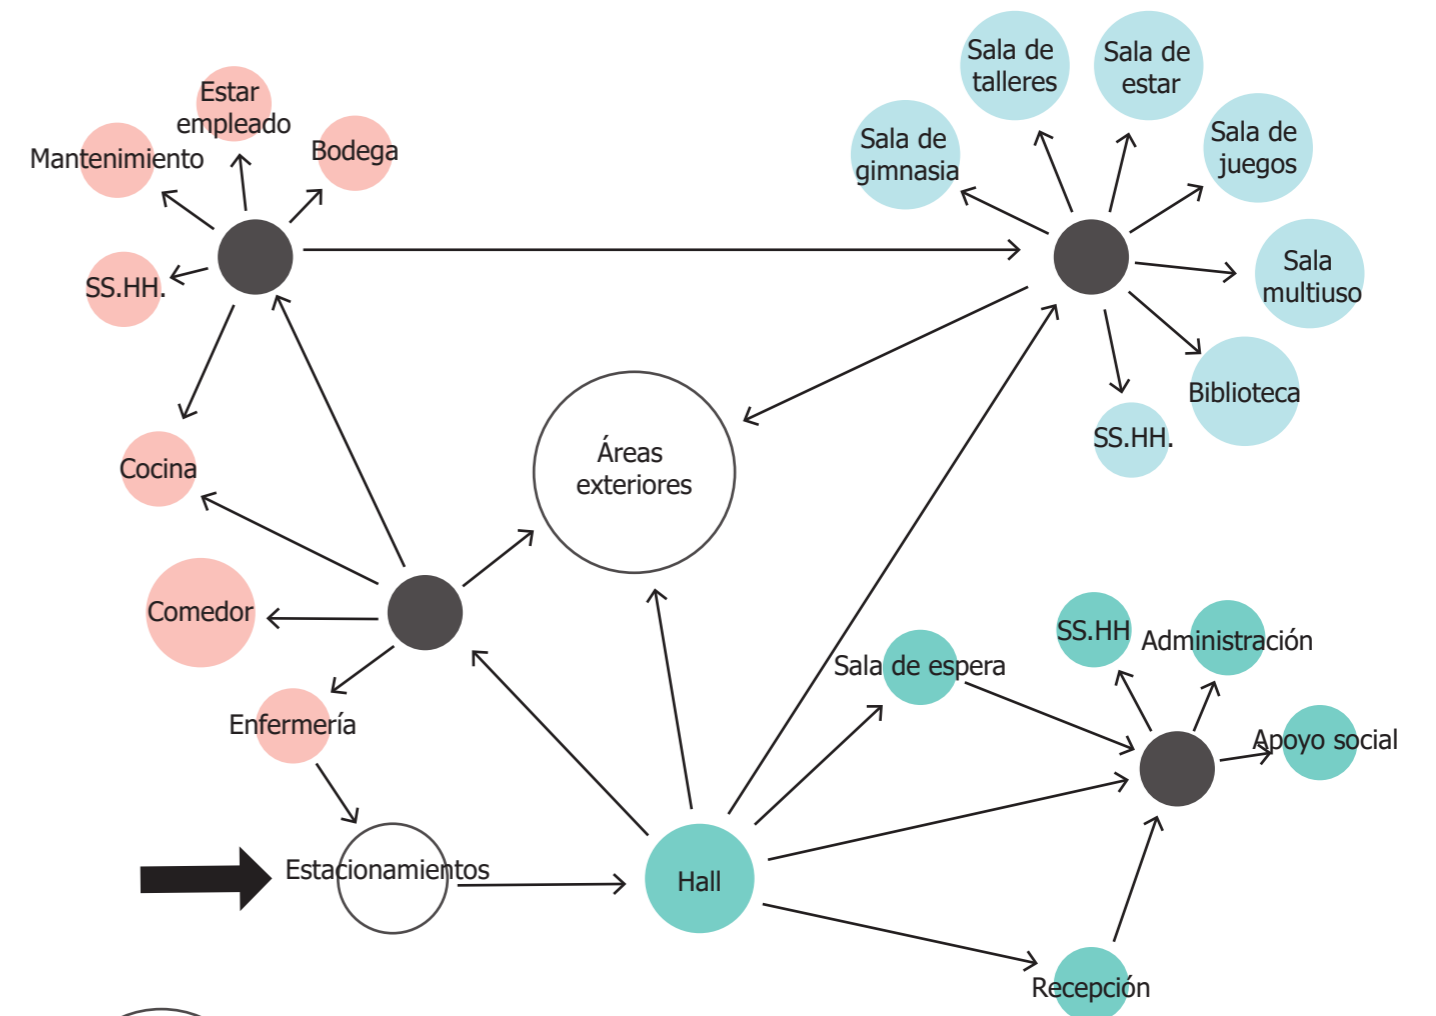 Sala de
talleres
Sala de
estar
Estar
empleado
Bodega
Mantenimiento
Sala de
gimnasia
Sala de
juegos
SS.HH.
Sala
multiuso
Biblioteca
SS.HH.
Áreas
exteriores
Cocina
Comedor
SS.HH
Administración
Sala de espera
Enfermería
Apoyo social
Estacionamientos
Hall
Recepción